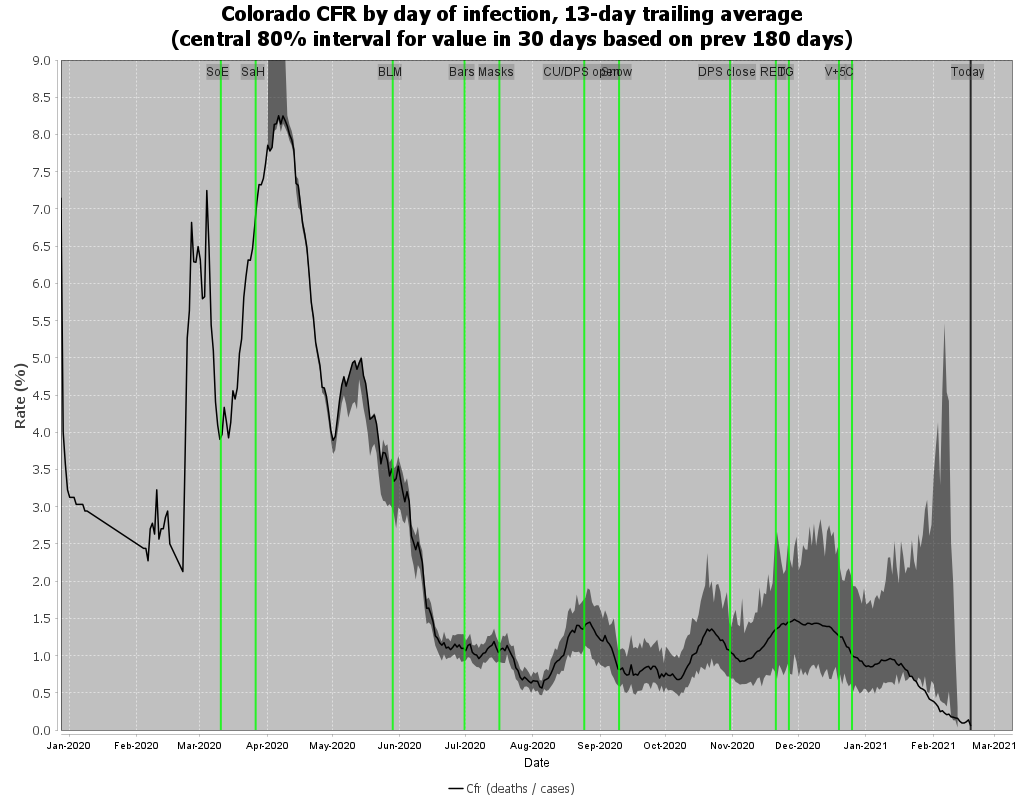 Colorado CFR by day of infection, 13-day trailing average
(central 80% interval for value in 30 days based on prev 180 days)
SoE SaH BLM Bars Masks CU/DPS open Snow DPS close RED TG V+5C Today
9.0
8.5
8.0
7.5
7.0
6.5
6.0
5.5
5.0
4.5
4.0
3.5
3.0
2.5
2.0
1.5
1.0
0.5
0.0
Rate (%)
Jan-2020 Feb-2020 Mar-2020 Apr-2020 May-2020 Jun-2020 Jul-2020 Aug-2020 Sep-2020 Oct-2020 Nov-2020 Dec-2020 Jan-2021 Feb-2021 Mar-2021
Date
Cfr (deaths / cases)